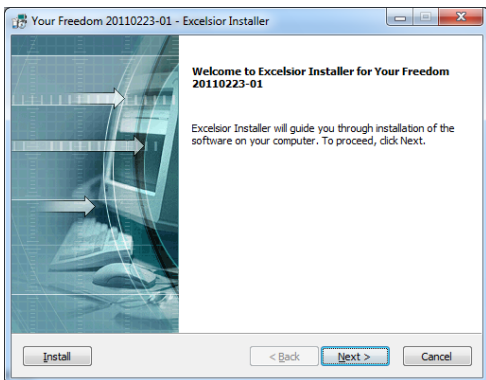 Your Freedom 20110223-01 - Excelsior Installer
Welcome to Excelsior Installer for Your Freedom
20110223-01
Excelsior Installer will guide you through installation of the
software on your computer. To proceed, click Next.
Install
< Back
Next >
Cancel